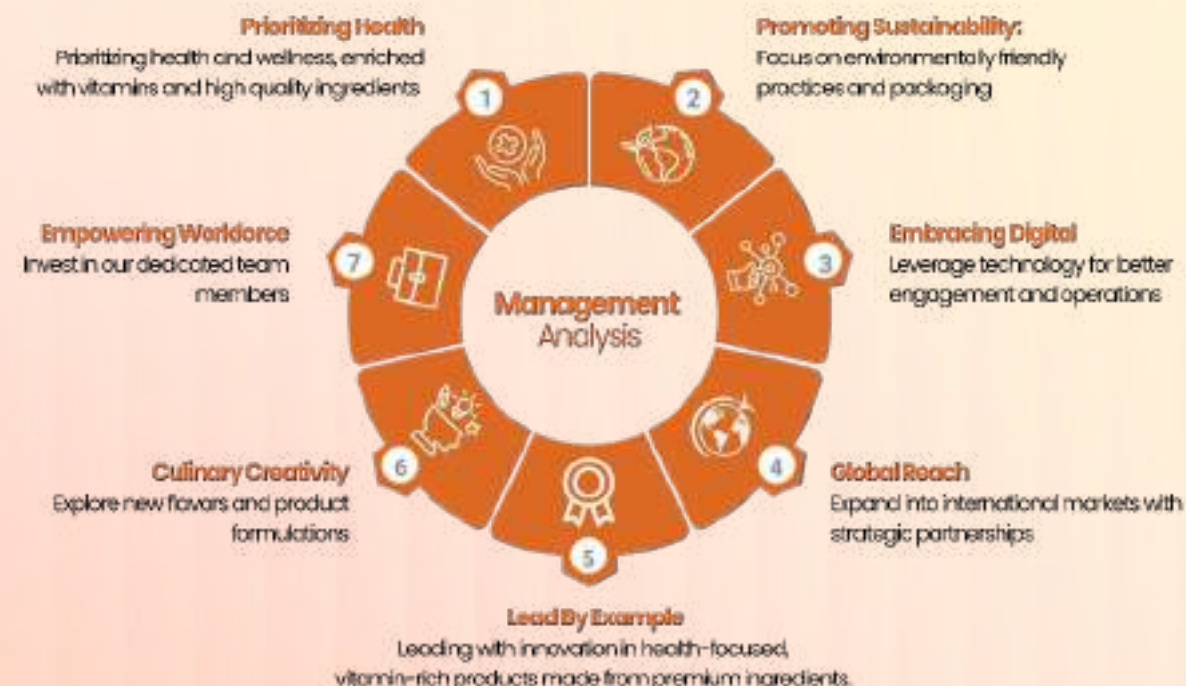 Prioritizing Health
Prioritizing health and wellness, enriched
with vitamins and high quality ingredients
1
2
Promoting Sustainability:
Focus on environmentally friendly
practices and packaging
3
Embracing Digital
Leverage technology for better
engagement and operations
4
Global Reach
Expand into international markets with
strategic partnerships
5
Lead By Example
Leading with innovation in health-focused,
vitamin-rich products made from premium ingredients.
6
Culinary Creativity
Explore new flavors and product
formulations
7
Empowering Workforce
Invest in our dedicated team
members
Management
Analysis